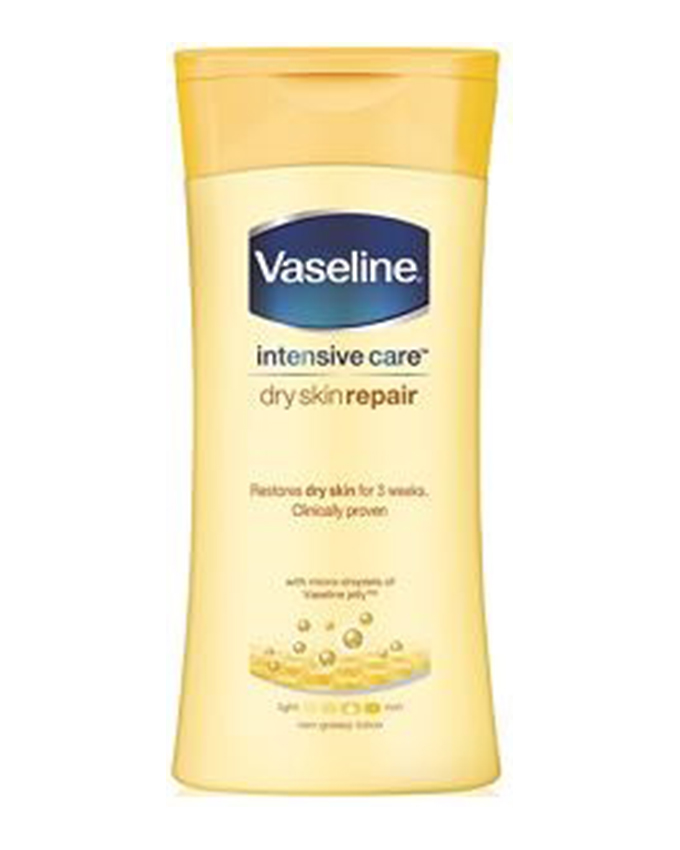 Vaseline®
intensive care™
dry skin repair
Restores dry skin for 3 weeks.
Clinically proven
with micro-droplets of
Vaseline jelly
light
rich
non-greasy lotion